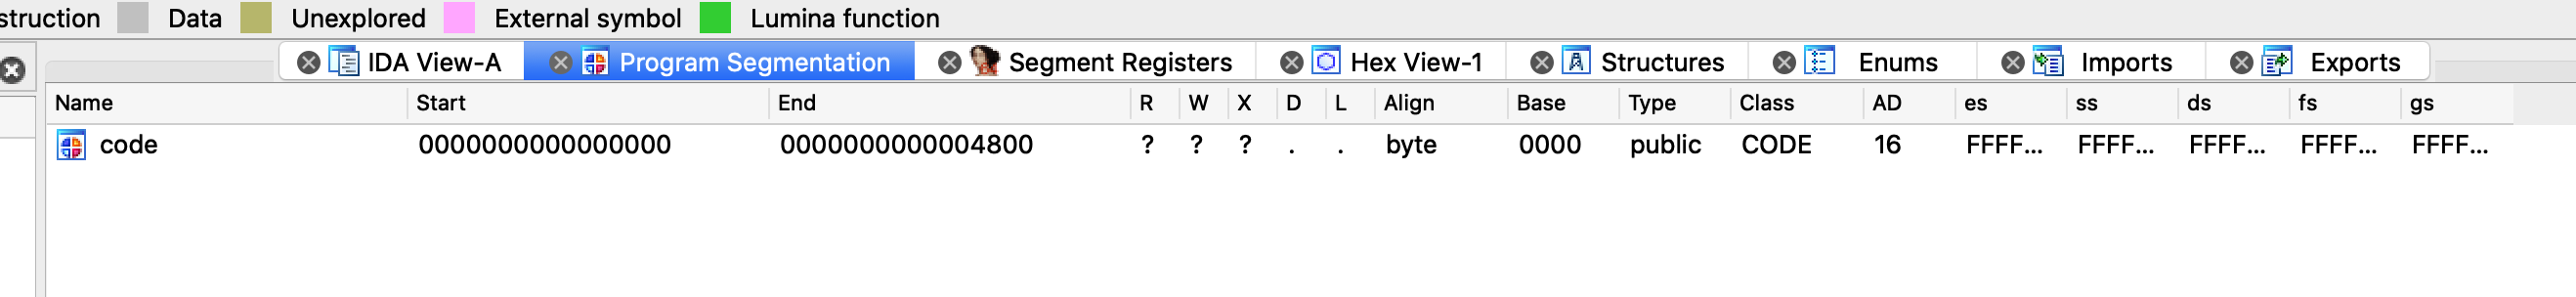 struction Data Unexplored External symbol Lumina function
IDA View-A Program Segmentation Segment Registers Hex View-1 Structures Enums Imports Exports
Name Start End R W X D L Align Base Type Class AD es ss ds fs gs
code 0000000000000000 0000000000004800 ? ? ? . . byte 0000 public CODE 16 FFFF... FFFF... FFFF... FFFF... FFFF...